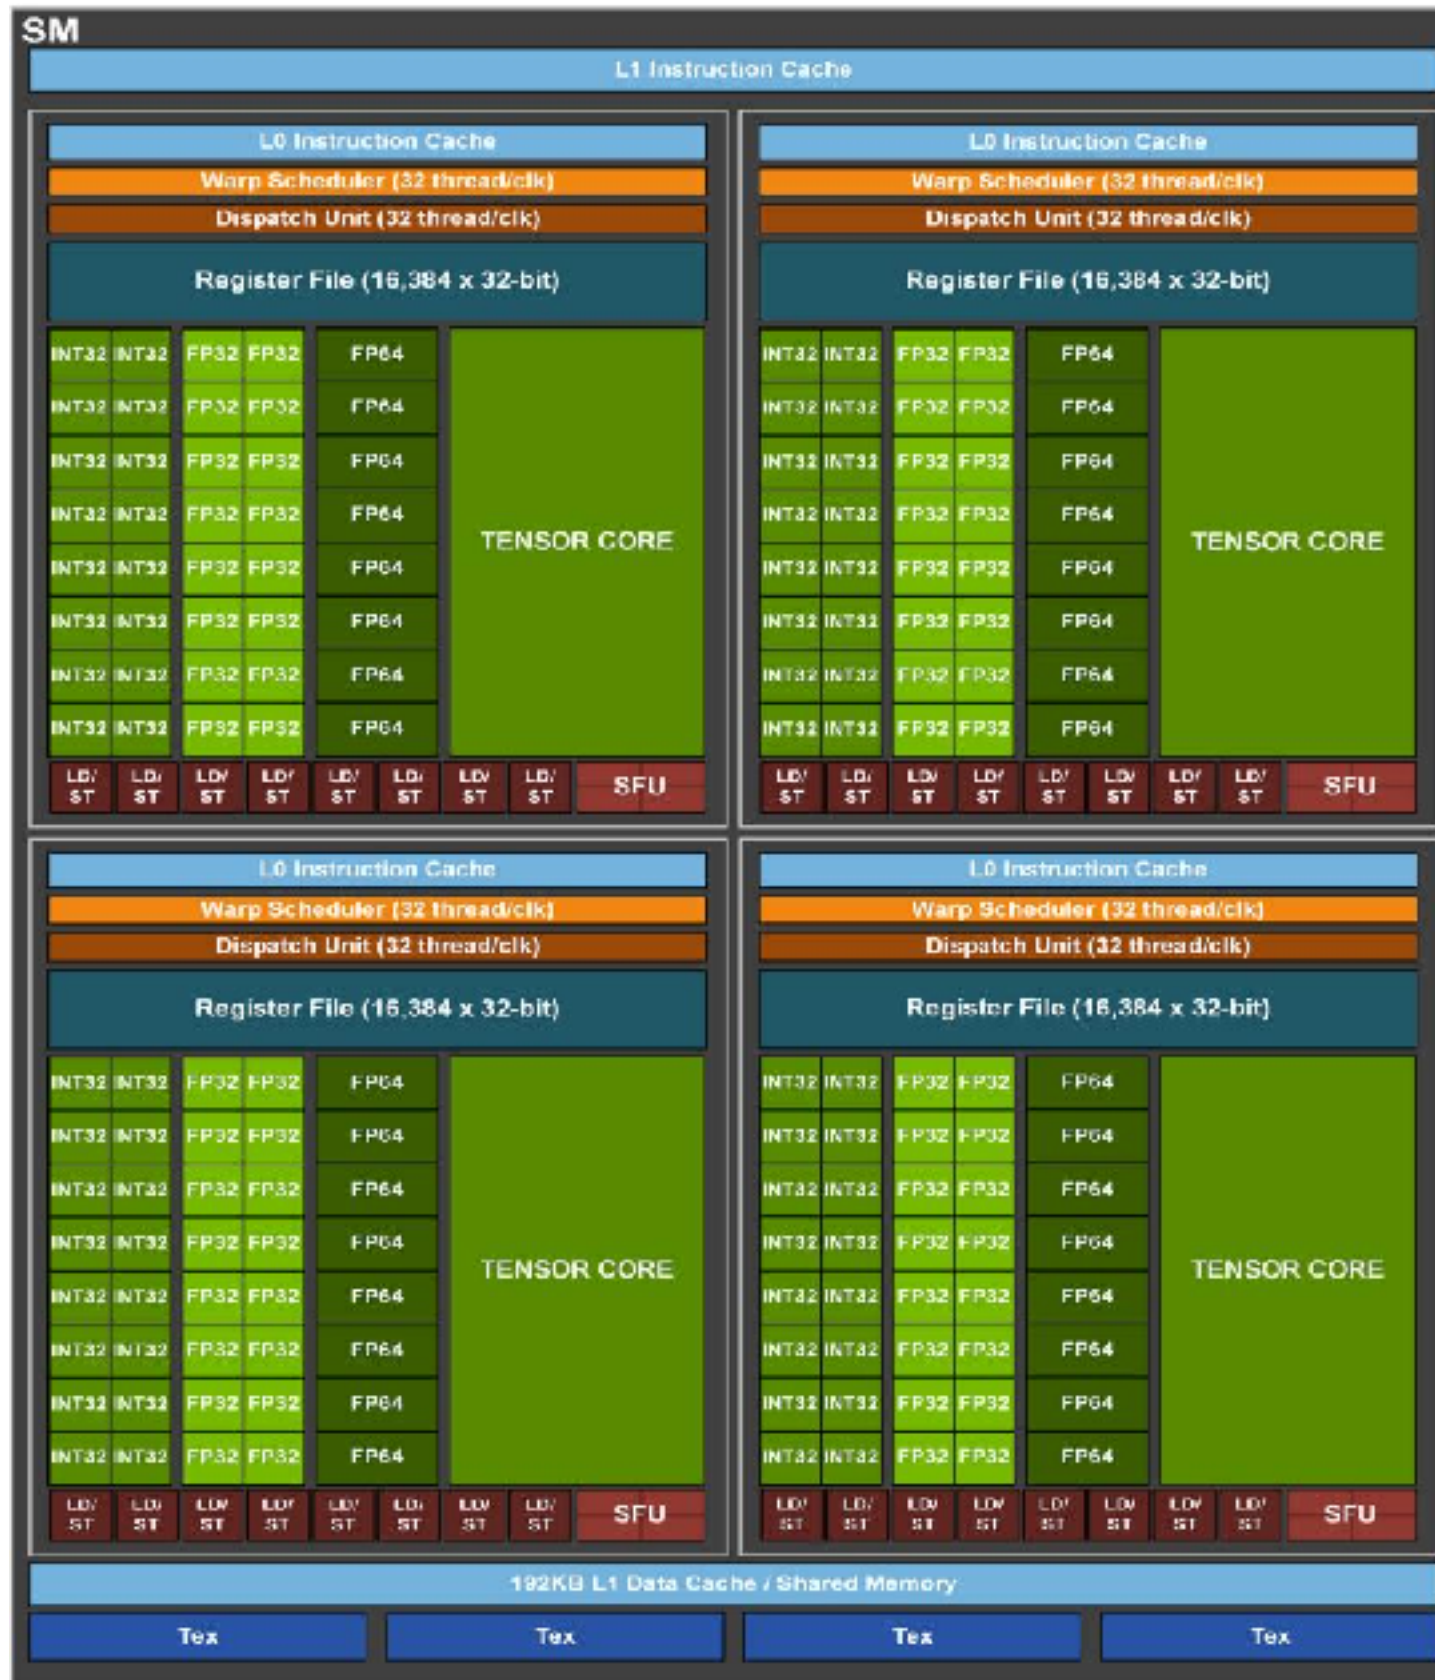 SM
L1 Instruction Cache
L0 Instruction Cache
Warp Scheduler (32 thread/clk)
Dispatch Unit (32 thread/clk)
Register File (16,384 x 32-bit)
INT32 INT32 FP32 FP32 FP64
INT32 INT32 FP32 FP32 FP64
INT32 INT32 FP32 FP32 FP64
INT32 INT32 FP32 FP32 FP64
TENSOR CORE
INT32 INT32 FP32 FP32 FP64
INT32 INT32 FP32 FP32 FP64
INT32 INT32 FP32 FP32 FP64
INT32 INT32 FP32 FP32 FP64
LD/ LD/ LD/ LD/ LD/ LD/ LD/ LD/
ST ST ST ST ST ST ST ST
SFU
L0 Instruction Cache
Warp Scheduler (32 thread/clk)
Dispatch Unit (32 thread/clk)
Register File (16,384 x 32-bit)
INT32 INT32 FP32 FP32 FP64
INT32 INT32 FP32 FP32 FP64
INT32 INT32 FP32 FP32 FP64
INT32 INT32 FP32 FP32 FP64
TENSOR CORE
INT32 INT32 FP32 FP32 FP64
INT32 INT32 FP32 FP32 FP64
INT32 INT32 FP32 FP32 FP64
INT32 INT32 FP32 FP32 FP64
LD/ LD/ LD/ LD/ LD/ LD/ LD/ LD/
ST ST ST ST ST ST ST ST
SFU
L0 Instruction Cache
Warp Scheduler (32 thread/clk)
Dispatch Unit (32 thread/clk)
Register File (16,384 x 32-bit)
INT32 INT32 FP32 FP32 FP64
INT32 INT32 FP32 FP32 FP64
INT32 INT32 FP32 FP32 FP64
INT32 INT32 FP32 FP32 FP64
TENSOR CORE
INT32 INT32 FP32 FP32 FP64
INT32 INT32 FP32 FP32 FP64
INT32 INT32 FP32 FP32 FP64
INT32 INT32 FP32 FP32 FP64
LD/ LD/ LD/ LD/ LD/ LD/ LD/ LD/
ST ST ST ST ST ST ST ST
SFU
L0 Instruction Cache
Warp Scheduler (32 thread/clk)
Dispatch Unit (32 thread/clk)
Register File (16,384 x 32-bit)
INT32 INT32 FP32 FP32 FP64
INT32 INT32 FP32 FP32 FP64
INT32 INT32 FP32 FP32 FP64
INT32 INT32 FP32 FP32 FP64
TENSOR CORE
INT32 INT32 FP32 FP32 FP64
INT32 INT32 FP32 FP32 FP64
INT32 INT32 FP32 FP32 FP64
INT32 INT32 FP32 FP32 FP64
LD/ LD/ LD/ LD/ LD/ LD/ LD/ LD/
ST ST ST ST ST ST ST ST
SFU
192KB L1 Data Cache / Shared Memory
Tex Tex Tex Tex